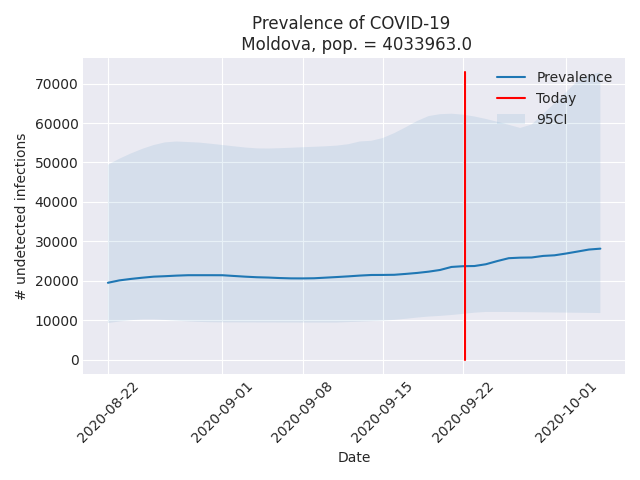 Prevalence of COVID-19
Moldova, pop. = 4033963.0
Prevalence
Today
95CI
# undetected infections
70000
60000
50000
40000
30000
20000
10000
0
2020-08-22
2020-09-01
2020-09-08
2020-09-15
2020-09-22
2020-10-01
Date